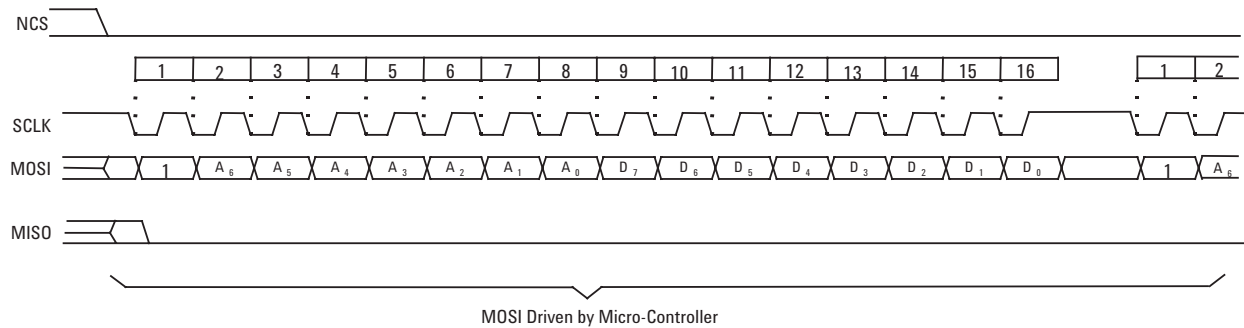 NCS
1 2 3 4 5 6 7 8 9 10 11 12 13 14 15 16 1 2
SCLK
MOSI 1 A6 A5 A4 A3 A2 A1 A0 D7 D6 D5 D4 D3 D2 D1 D0 1 A6
MISO
MOSI Driven by Micro-Controller